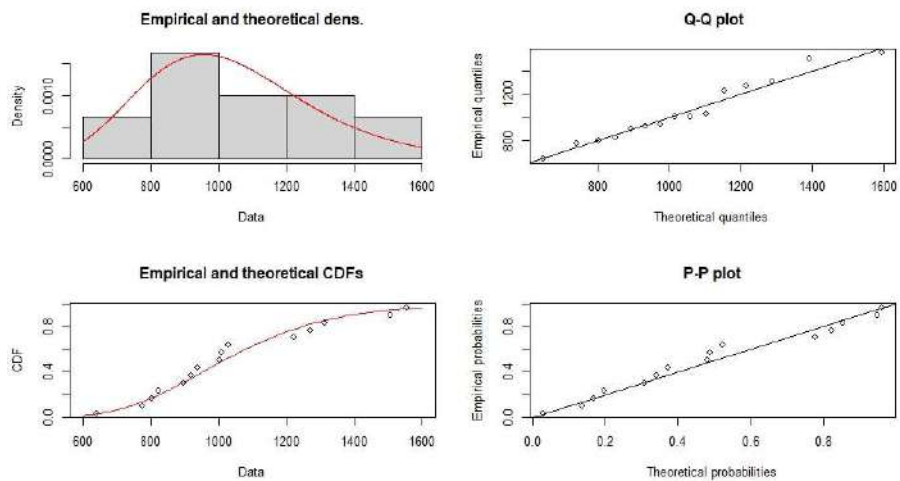 Empirical and theoretical dens.
Density
0.0000
0.0010
600 800 1000 1200 1400 1600
Data
Q-Q plot
Empirical quantiles
800
1200
800 1000 1200 1400 1600
Theoretical quantiles
Empirical and theoretical CDFs
CDF
0.0
0.4
0.8
600 800 1000 1200 1400 1600
Data
P-P plot
Empirical probabilities
0.0
0.4
0.8
0.0 0.2 0.4 0.6 0.8
Theoretical probabilities